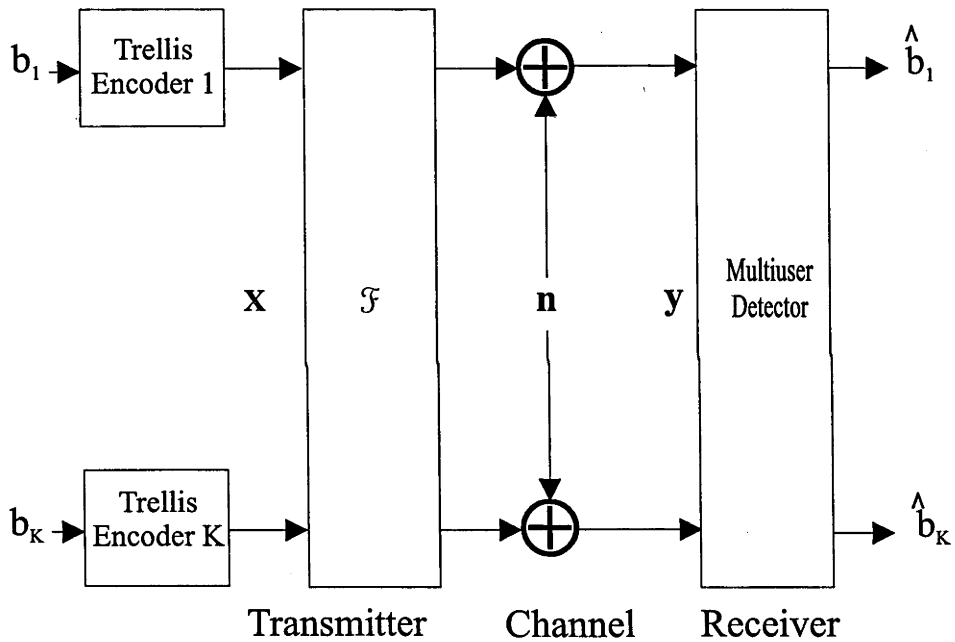 b₁
Trellis
Encoder 1
b̂₁
x
ℱ
n
y
Multiuser
Detector
b_K
Trellis
Encoder K
b̂_K
Transmitter
Channel
Receiver